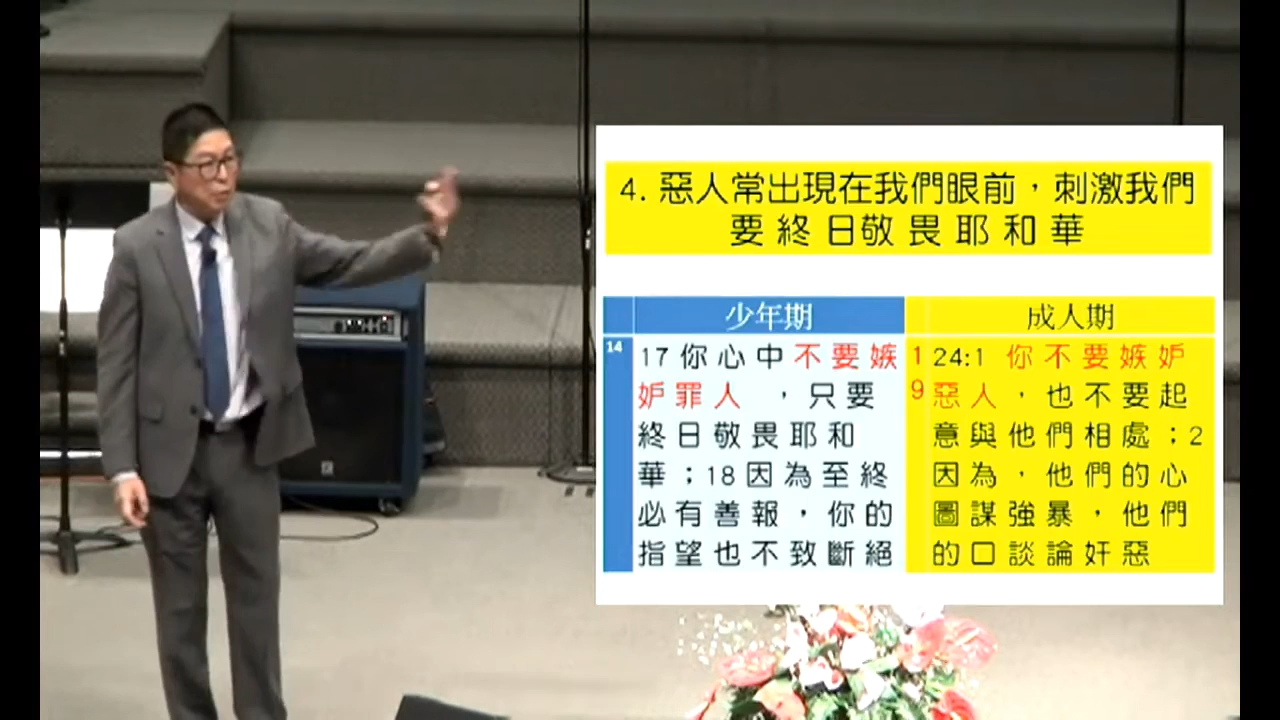 4. 惡人常出現在我們眼前，刺激我們
要終日敬畏耶和華
少年期
成人期
14
17你心中不要嫉
妒罪人 ，只要
終日敬畏耶和
華；18因為至終
必有善報，你的
指望也不致斷絕
1
9
24:1 你不要嫉妒
惡人，也不要起
意與他們相處；2
因為，他們的心
圖謀強暴，他們
的口談論奸惡